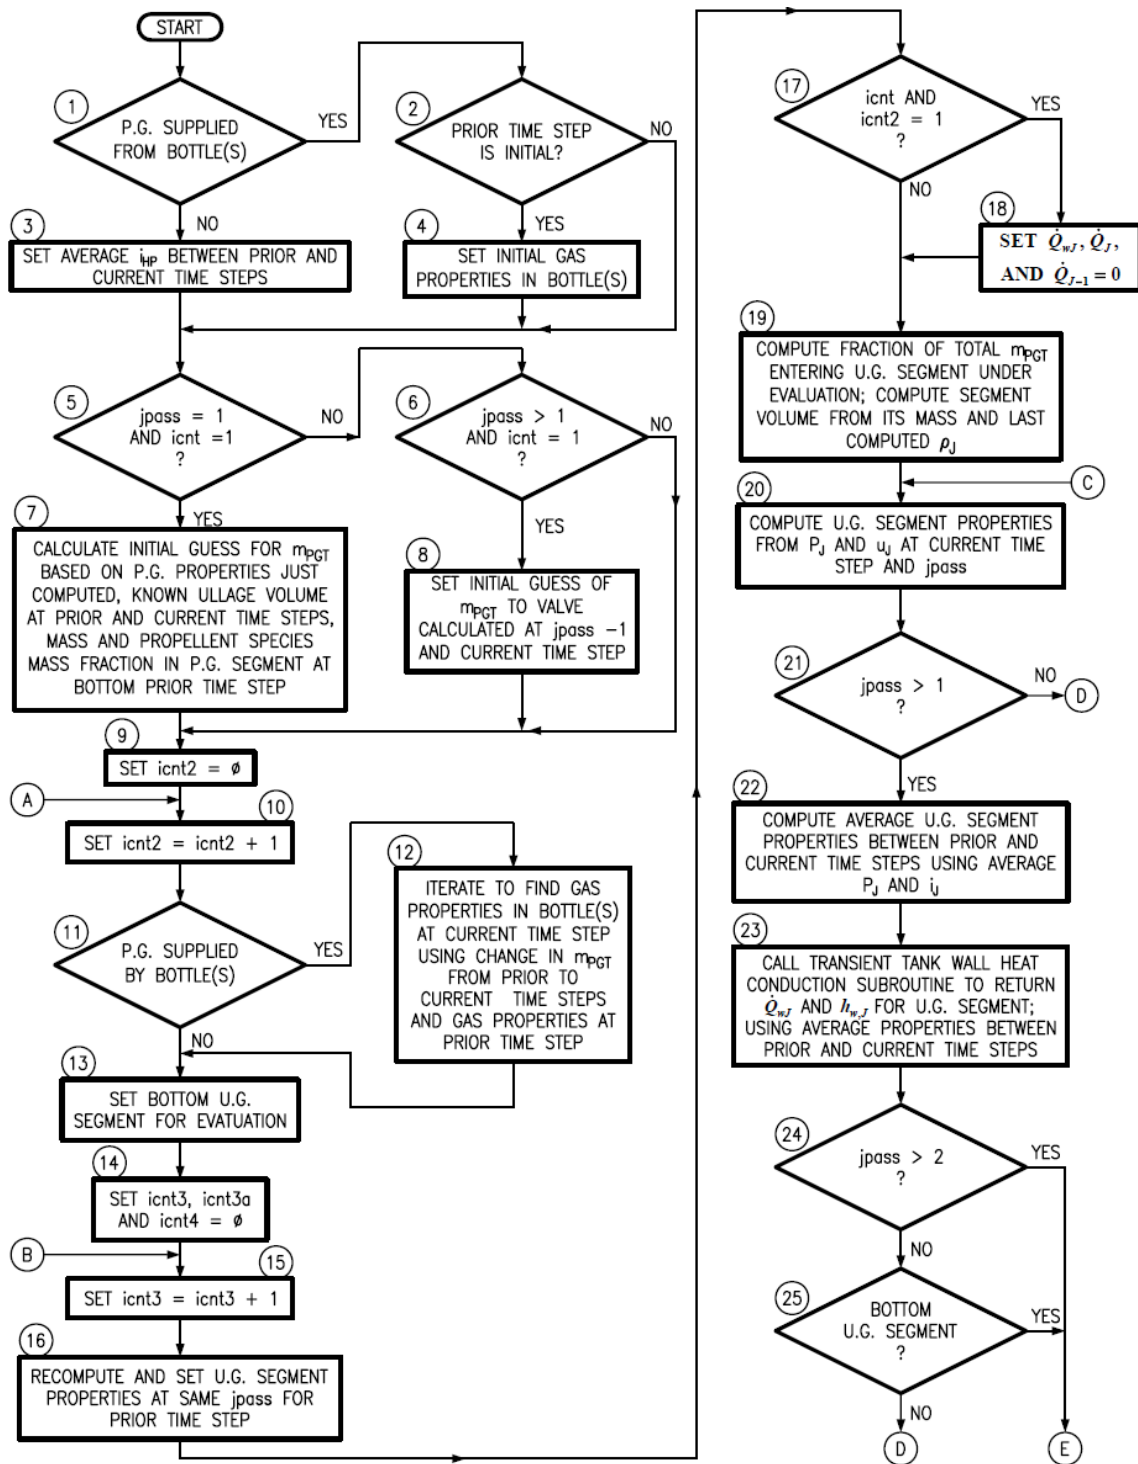 START
1
P.G. SUPPLIED
FROM BOTTLE(S)
YES
NO
2
PRIOR TIME STEP
IS INITIAL?
NO
YES
3
SET AVERAGE i_HP BETWEEN PRIOR AND
CURRENT TIME STEPS
4
SET INITIAL GAS
PROPERTIES IN BOTTLE(S)
5
jpass = 1
AND icnt =1
?
NO
YES
6
jpass > 1
AND icnt = 1
?
NO
YES
7
CALCULATE INITIAL GUESS FOR m_PGT
BASED ON P.G. PROPERTIES JUST
COMPUTED, KNOWN ULLAGE VOLUME
AT PRIOR AND CURRENT TIME STEPS,
MASS AND PROPELLENT SPECIES
MASS FRACTION IN P.G. SEGMENT AT
BOTTOM PRIOR TIME STEP
8
SET INITIAL GUESS OF
m_PGT TO VALVE
CALCULATED AT jpass −1
AND CURRENT TIME STEP
9
SET icnt2 = ø
A
10
SET icnt2 = icnt2 + 1
11
P.G. SUPPLIED
BY BOTTLE(S)
YES
NO
12
ITERATE TO FIND GAS
PROPERTIES IN BOTTLE(S)
AT CURRENT TIME STEP
USING CHANGE IN m_PGT
FROM PRIOR TO
CURRENT TIME STEPS
AND GAS PROPERTIES AT
PRIOR TIME STEP
13
SET BOTTOM U.G.
SEGMENT FOR EVATUATION
14
SET icnt3, icnt3a
AND icnt4 = ø
B
15
SET icnt3 = icnt3 + 1
16
RECOMPUTE AND SET U.G. SEGMENT
PROPERTIES AT SAME jpass FOR
PRIOR TIME STEP
17
icnt AND
icnt2 = 1
?
YES
NO
18
SET Q̇_wJ, Q̇_J,
AND Q̇_J−1 = 0
19
COMPUTE FRACTION OF TOTAL m_PGT
ENTERING U.G. SEGMENT UNDER
EVALUATION; COMPUTE SEGMENT
VOLUME FROM ITS MASS AND LAST
COMPUTED ρ_J
C
20
COMPUTE U.G. SEGMENT PROPERTIES
FROM P_J AND u_J AT CURRENT TIME
STEP AND jpass
21
jpass > 1
?
NO
D
YES
22
COMPUTE AVERAGE U.G. SEGMENT
PROPERTIES BETWEEN PRIOR AND
CURRENT TIME STEPS USING AVERAGE
P_J AND i_J
23
CALL TRANSIENT TANK WALL HEAT
CONDUCTION SUBROUTINE TO RETURN
Q̇_wJ AND h_w,J FOR U.G. SEGMENT;
USING AVERAGE PROPERTIES BETWEEN
PRIOR AND CURRENT TIME STEPS
24
jpass > 2
?
YES
NO
25
BOTTOM
U.G. SEGMENT
?
YES
NO
D
E